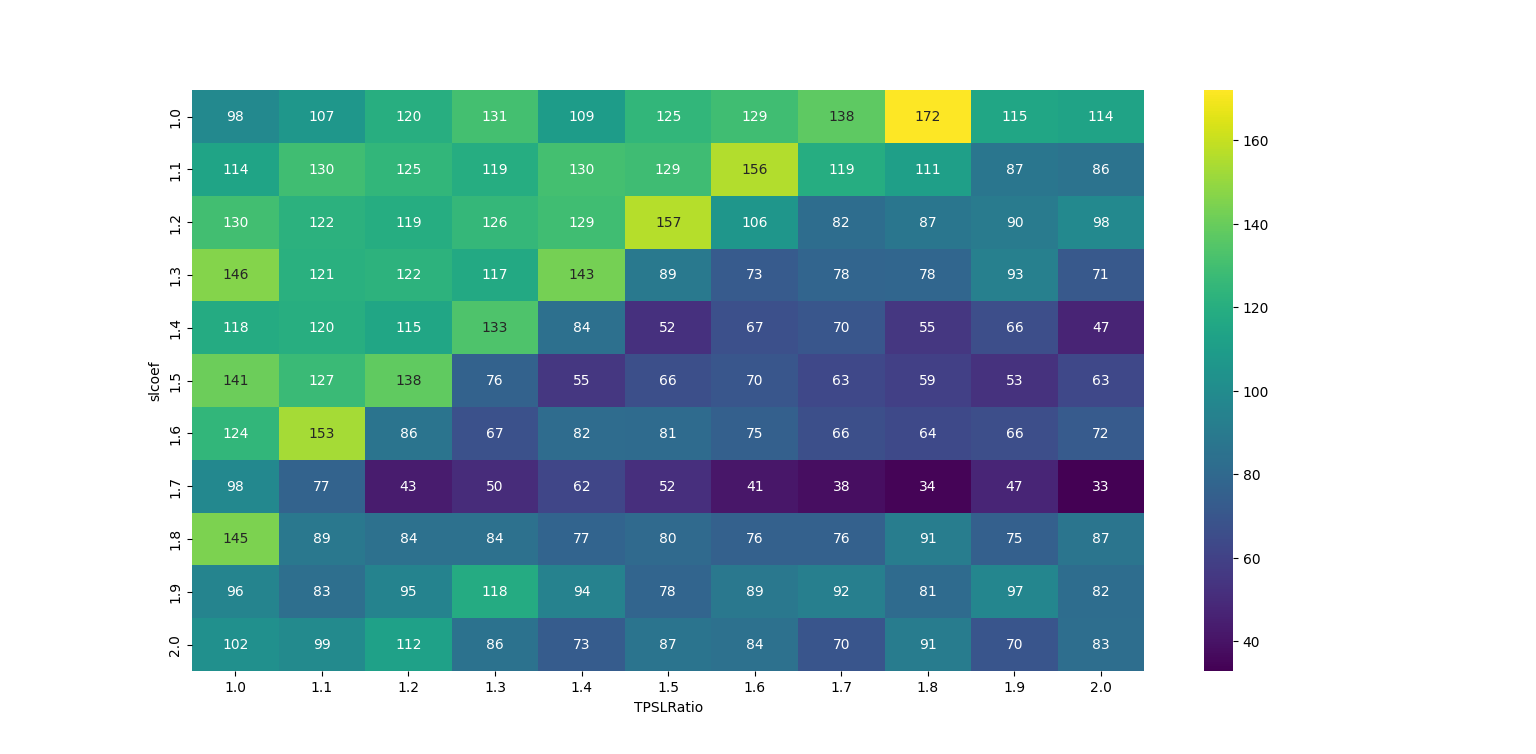 1.0 98 107 120 131 109 125 129 138 172 115 114
160
1.1 114 130 125 119 130 129 156 119 111 87 86
140
1.2 130 122 119 126 129 157 106 82 87 90 98
1.3 146 121 122 117 143 89 73 78 78 93 71
120
1.4 118 120 115 133 84 52 67 70 55 66 47
slcoef
1.5 141 127 138 76 55 66 70 63 59 53 63
100
1.6 124 153 86 67 82 81 75 66 64 66 72
80
1.7 98 77 43 50 62 52 41 38 34 47 33
1.8 145 89 84 84 77 80 76 76 91 75 87
60
1.9 96 83 95 118 94 78 89 92 81 97 82
2.0 102 99 112 86 73 87 84 70 91 70 83
40
1.0 1.1 1.2 1.3 1.4 1.5 1.6 1.7 1.8 1.9 2.0
TPSLRatio